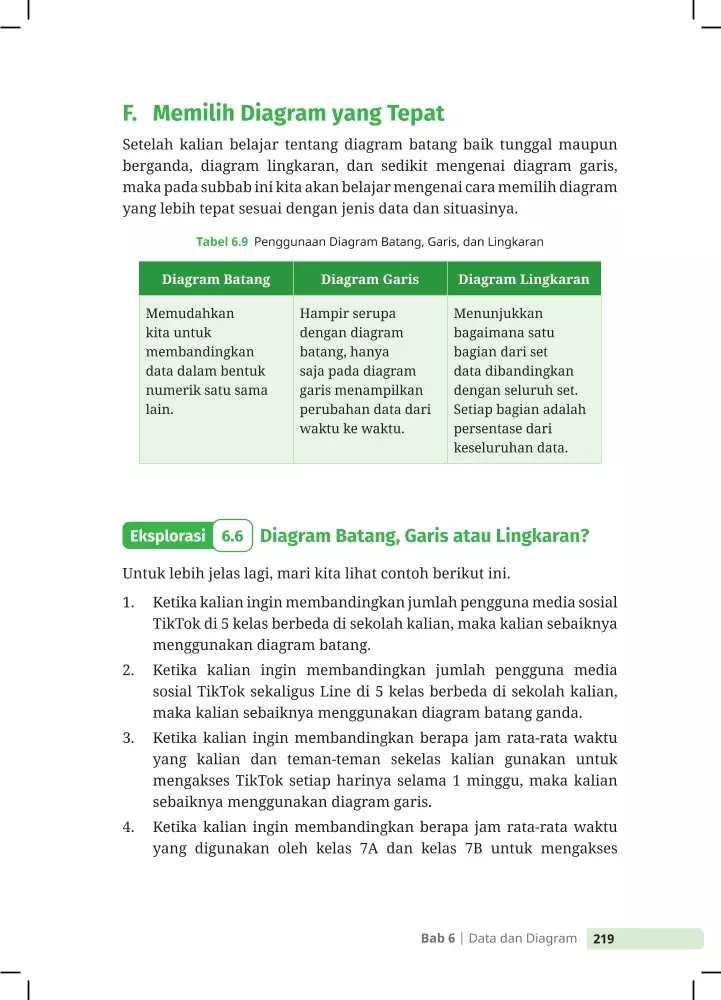 F. Memilih Diagram yang Tepat
Setelah kalian belajar tentang diagram batang baik tunggal maupun
berganda, diagram lingkaran, dan sedikit mengenai diagram garis,
maka pada subbab ini kita akan belajar mengenai cara memilih diagram
yang lebih tepat sesuai dengan jenis data dan situasinya.
Tabel 6.9 Penggunaan Diagram Batang, Garis, dan Lingkaran
Diagram Batang
Memudahkan
kita untuk
membandingkan
data dalam bentuk
numerik satu sama
lain.
Diagram Garis
Hampir serupa
dengan diagram
batang, hanya
saja pada diagram
garis menampilkan
perubahan data dari
waktu ke waktu.
Diagram Lingkaran
Menunjukkan
bagaimana satu
bagian dari set
data dibandingkan
dengan seluruh set.
Setiap bagian adalah
persentase dari
keseluruhan data.
Eksplorasi 6.6 Diagram Batang, Garis atau Lingkaran?
Untuk lebih jelas lagi, mari kita lihat contoh berikut ini.
1. Ketika kalian ingin membandingkan jumlah pengguna media sosial
TikTok di 5 kelas berbeda di sekolah kalian, maka kalian sebaiknya
menggunakan diagram batang.
2. Ketika kalian ingin membandingkan jumlah pengguna media
sosial TikTok sekaligus Line di 5 kelas berbeda di sekolah kalian,
maka kalian sebaiknya menggunakan diagram batang ganda.
3. Ketika kalian ingin membandingkan berapa jam rata-rata waktu
yang kalian dan teman-teman sekelas kalian gunakan untuk
mengakses TikTok setiap harinya selama 1 minggu, maka kalian
sebaiknya menggunakan diagram garis.
4. Ketika kalian ingin membandingkan berapa jam rata-rata waktu
yang digunakan oleh kelas 7A dan kelas 7B untuk mengakses
Bab 6 | Data dan Diagram 219